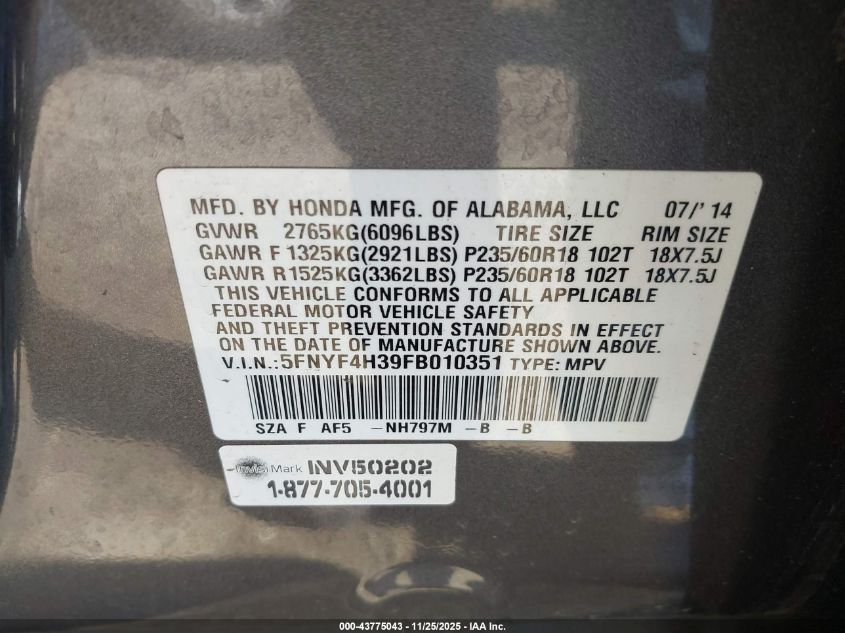 MFD. BY HONDA MFG. OF ALABAMA, LLC 07/'14
GVWR 2765KG(6096LBS) TIRE SIZE RIM SIZE
GAWR F 1325KG(2921LBS) P235/60R18 102T 18X7.5J
GAWR R1525KG(3362LBS) P235/60R18 102T 18X7.5J
THIS VEHICLE CONFORMS TO ALL APPLICABLE
FEDERAL MOTOR VEHICLE SAFETY
AND THEFT PREVENTION STANDARDS IN EFFECT
ON THE DATE OF MANUFACTURE SHOWN ABOVE.
V.I.N.:5FNYF4H39FB010351 TYPE: MPV
SZA F AF5 -NH797M -B -B
InvisiMark INV50202
1-877-705-4001
000-43775043 - 11/25/2025 - IAA Inc.